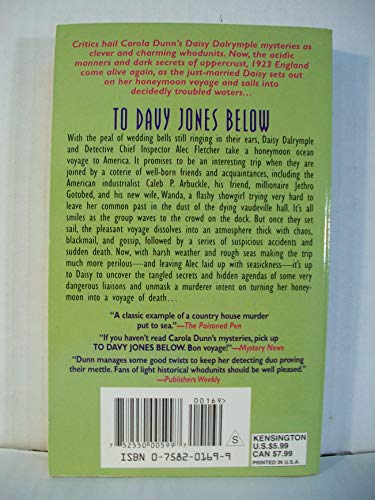 Critics hail Carola Dunn's Daisy Dalrymple mysteries as
clever and charming whodunits. Now, the acidic
manners and dark secrets of uppercrust, 1923 England
come alive again, as the just-married Daisy sets out
on her honeymoon voyage and sails into
decidedly troubled waters...
TO DAVY JONES BELOW
With the peal of wedding bells still ringing in their ears, Daisy Dalrymple
and Detective Chief Inspector Alec Fletcher take a honeymoon ocean
voyage to America. It promises to be an interesting trip when they are
joined by a coterie of well-born friends and acquaintances, including
the American industrialist Caleb P. Arbuckle, his friend, millionaire Jethro
Gotobed, and his new wife, Wanda, a flashy showgirl trying very hard to
leave her common past in the dust of the dying vaudeville hall. It's all
smiles as the group waves to the crowd on the dock. But once they set
sail, the pleasant voyage dissolves into an atmosphere thick with chaos,
blackmail, and gossip, followed by a series of suspicious accidents and
sudden death. Now, with harsh weather and rough seas making the trip
much more perilous—and leaving Alec laid up with seasickness—it's up to
Daisy to uncover the tangled secrets and hidden agendas of some very
dangerous liaisons and unmask a murderer intent on turning her honey-
moon into a voyage of death...
"A classic example of a country house murder
put to sea."—The Poisoned Pen
"If you haven't read Carola Dunn's mysteries, pick up
TO DAVY JONES BELOW. Bon voyage!"—Mystery News
"Dunn manages some good twists to keep her detecting duo proving
their mettle. Fans of light historical whodunits should be well pleased."
—Publishers Weekly
00169
7 52550 00599 7
S
ISBN 0-7582-0169-9
KENSINGTON
U.S.$5.99
CAN $7.99
PRINTED IN U.S.A.